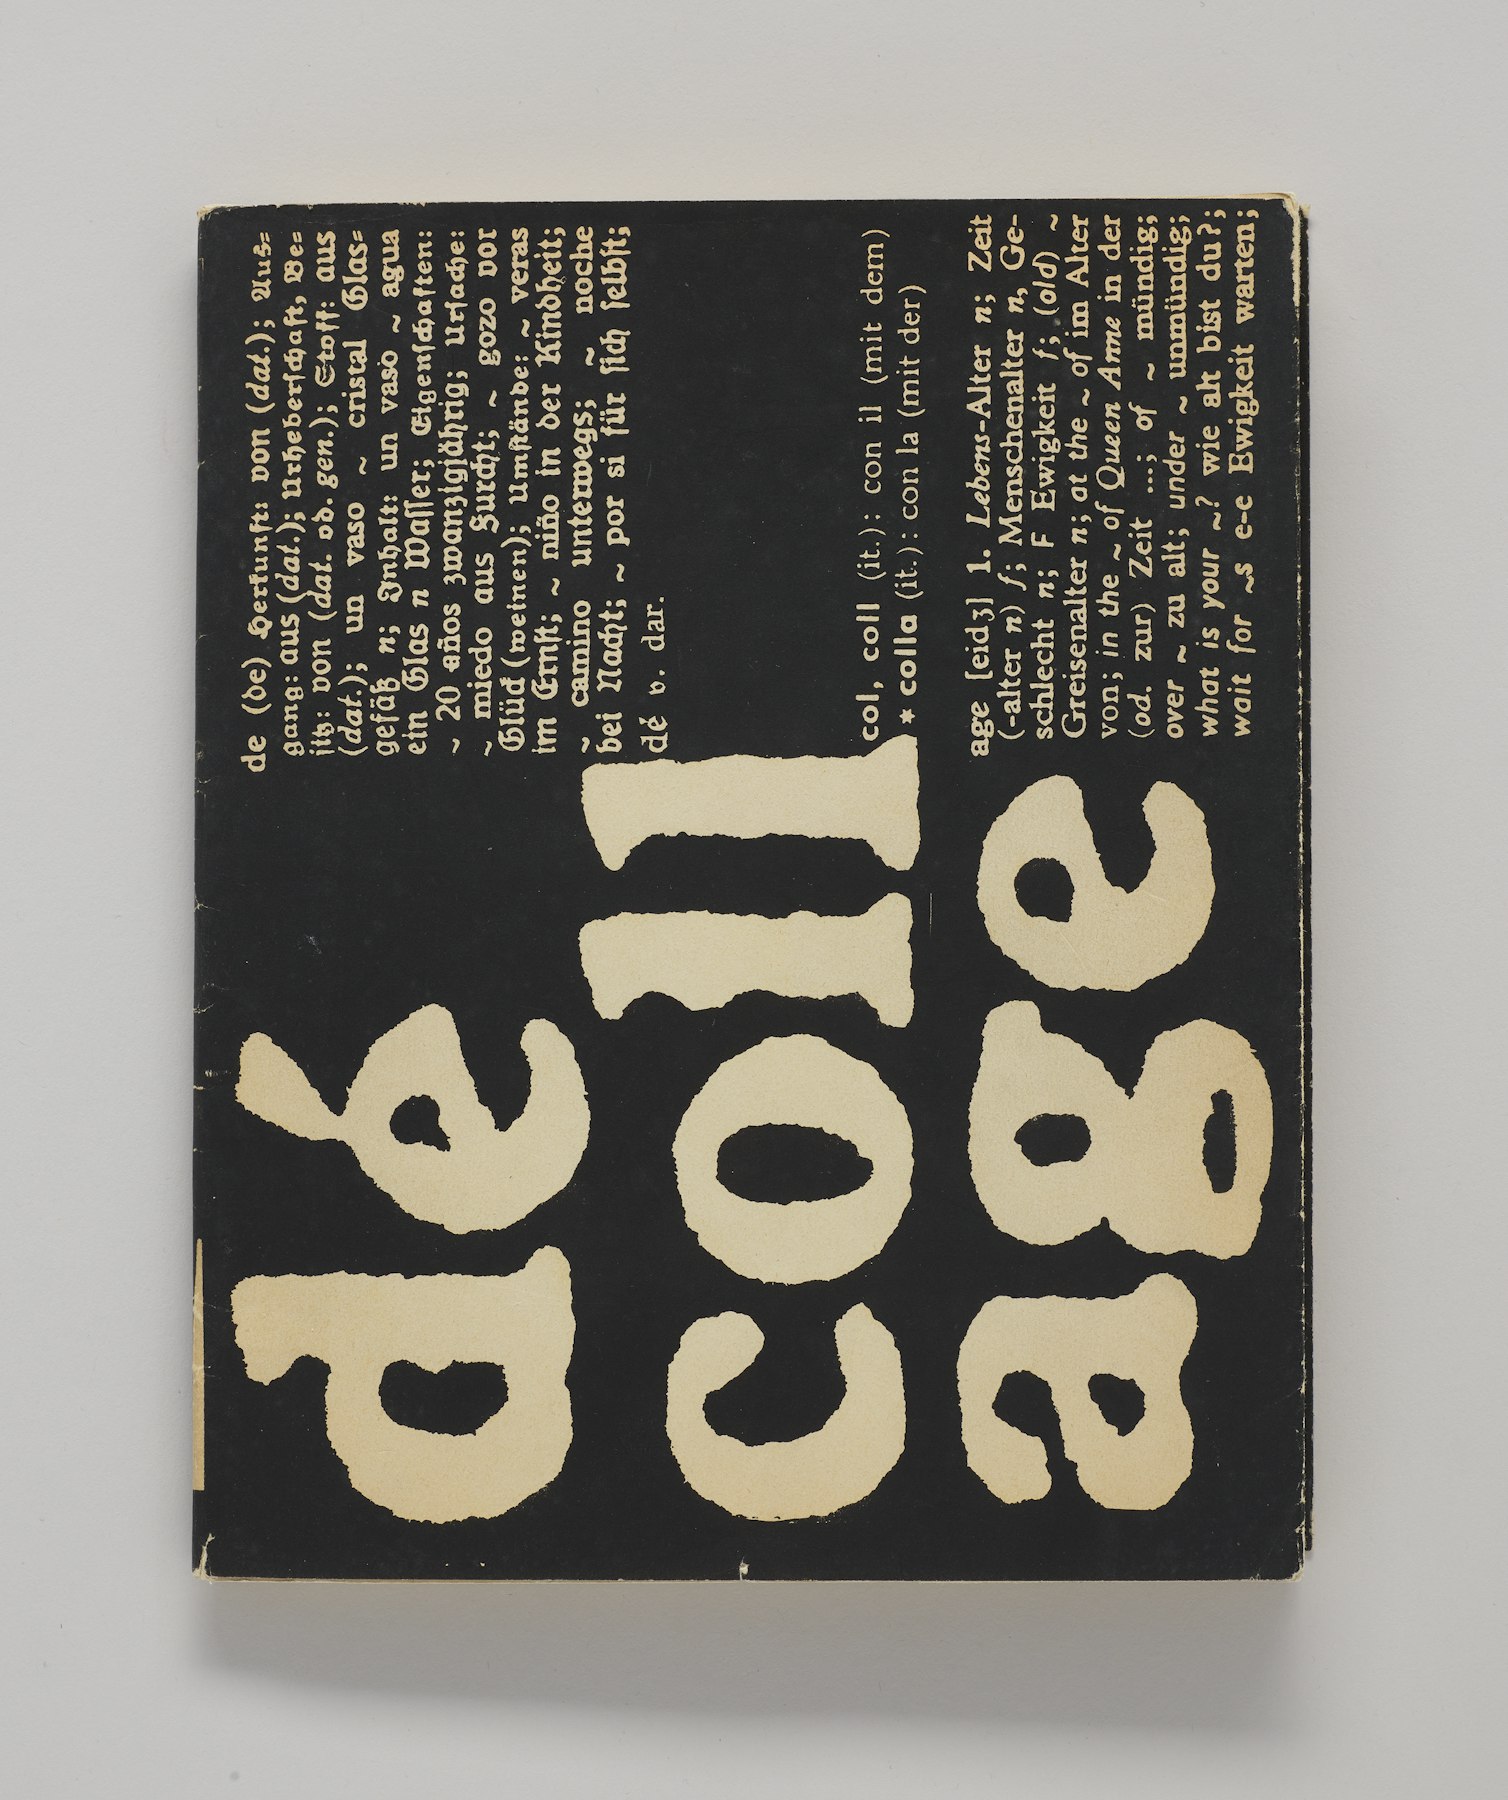 dé
coll
age
de (de) Herkunft: von (dat.); Aus=
gang: aus (dat.); Urheberschaft, Be=
sitz: von (dat. od. gen.); Stoff: aus
(dat.); un vaso ~ cristal Glas=
gefäß n; Inhalt: un vaso ~ agua
ein Glas n Wasser; Eigenschaften:
~ 20 años zwanzigjährig; Ursache:
~ miedo aus Furcht; ~ gozo vor
Glück (weinen); Umstände: ~ veras
im Ernst; ~ niño in der Kindheit;
~ camino unterwegs; ~ noche
bei Nacht; ~ por si für sich selbst;
dé v. dar.
col, coll (it.): con il (mit dem)
* colla (it.): con la (mit der)
age [eidʒ] 1. Lebens-Alter n; Zeit
(-alter n) f; Menschenalter n, Ge-
schlecht n; F Ewigkeit f; (old) ~
Greisenalter n; at the ~ of im Alter
von; in the ~ of Queen Anne in der
(od. zur) Zeit ...; of ~ mündig;
over ~ zu alt; under ~ unmündig;
what is your ~? wie alt bist du?;
wait for ~s e-e Ewigkeit warten;